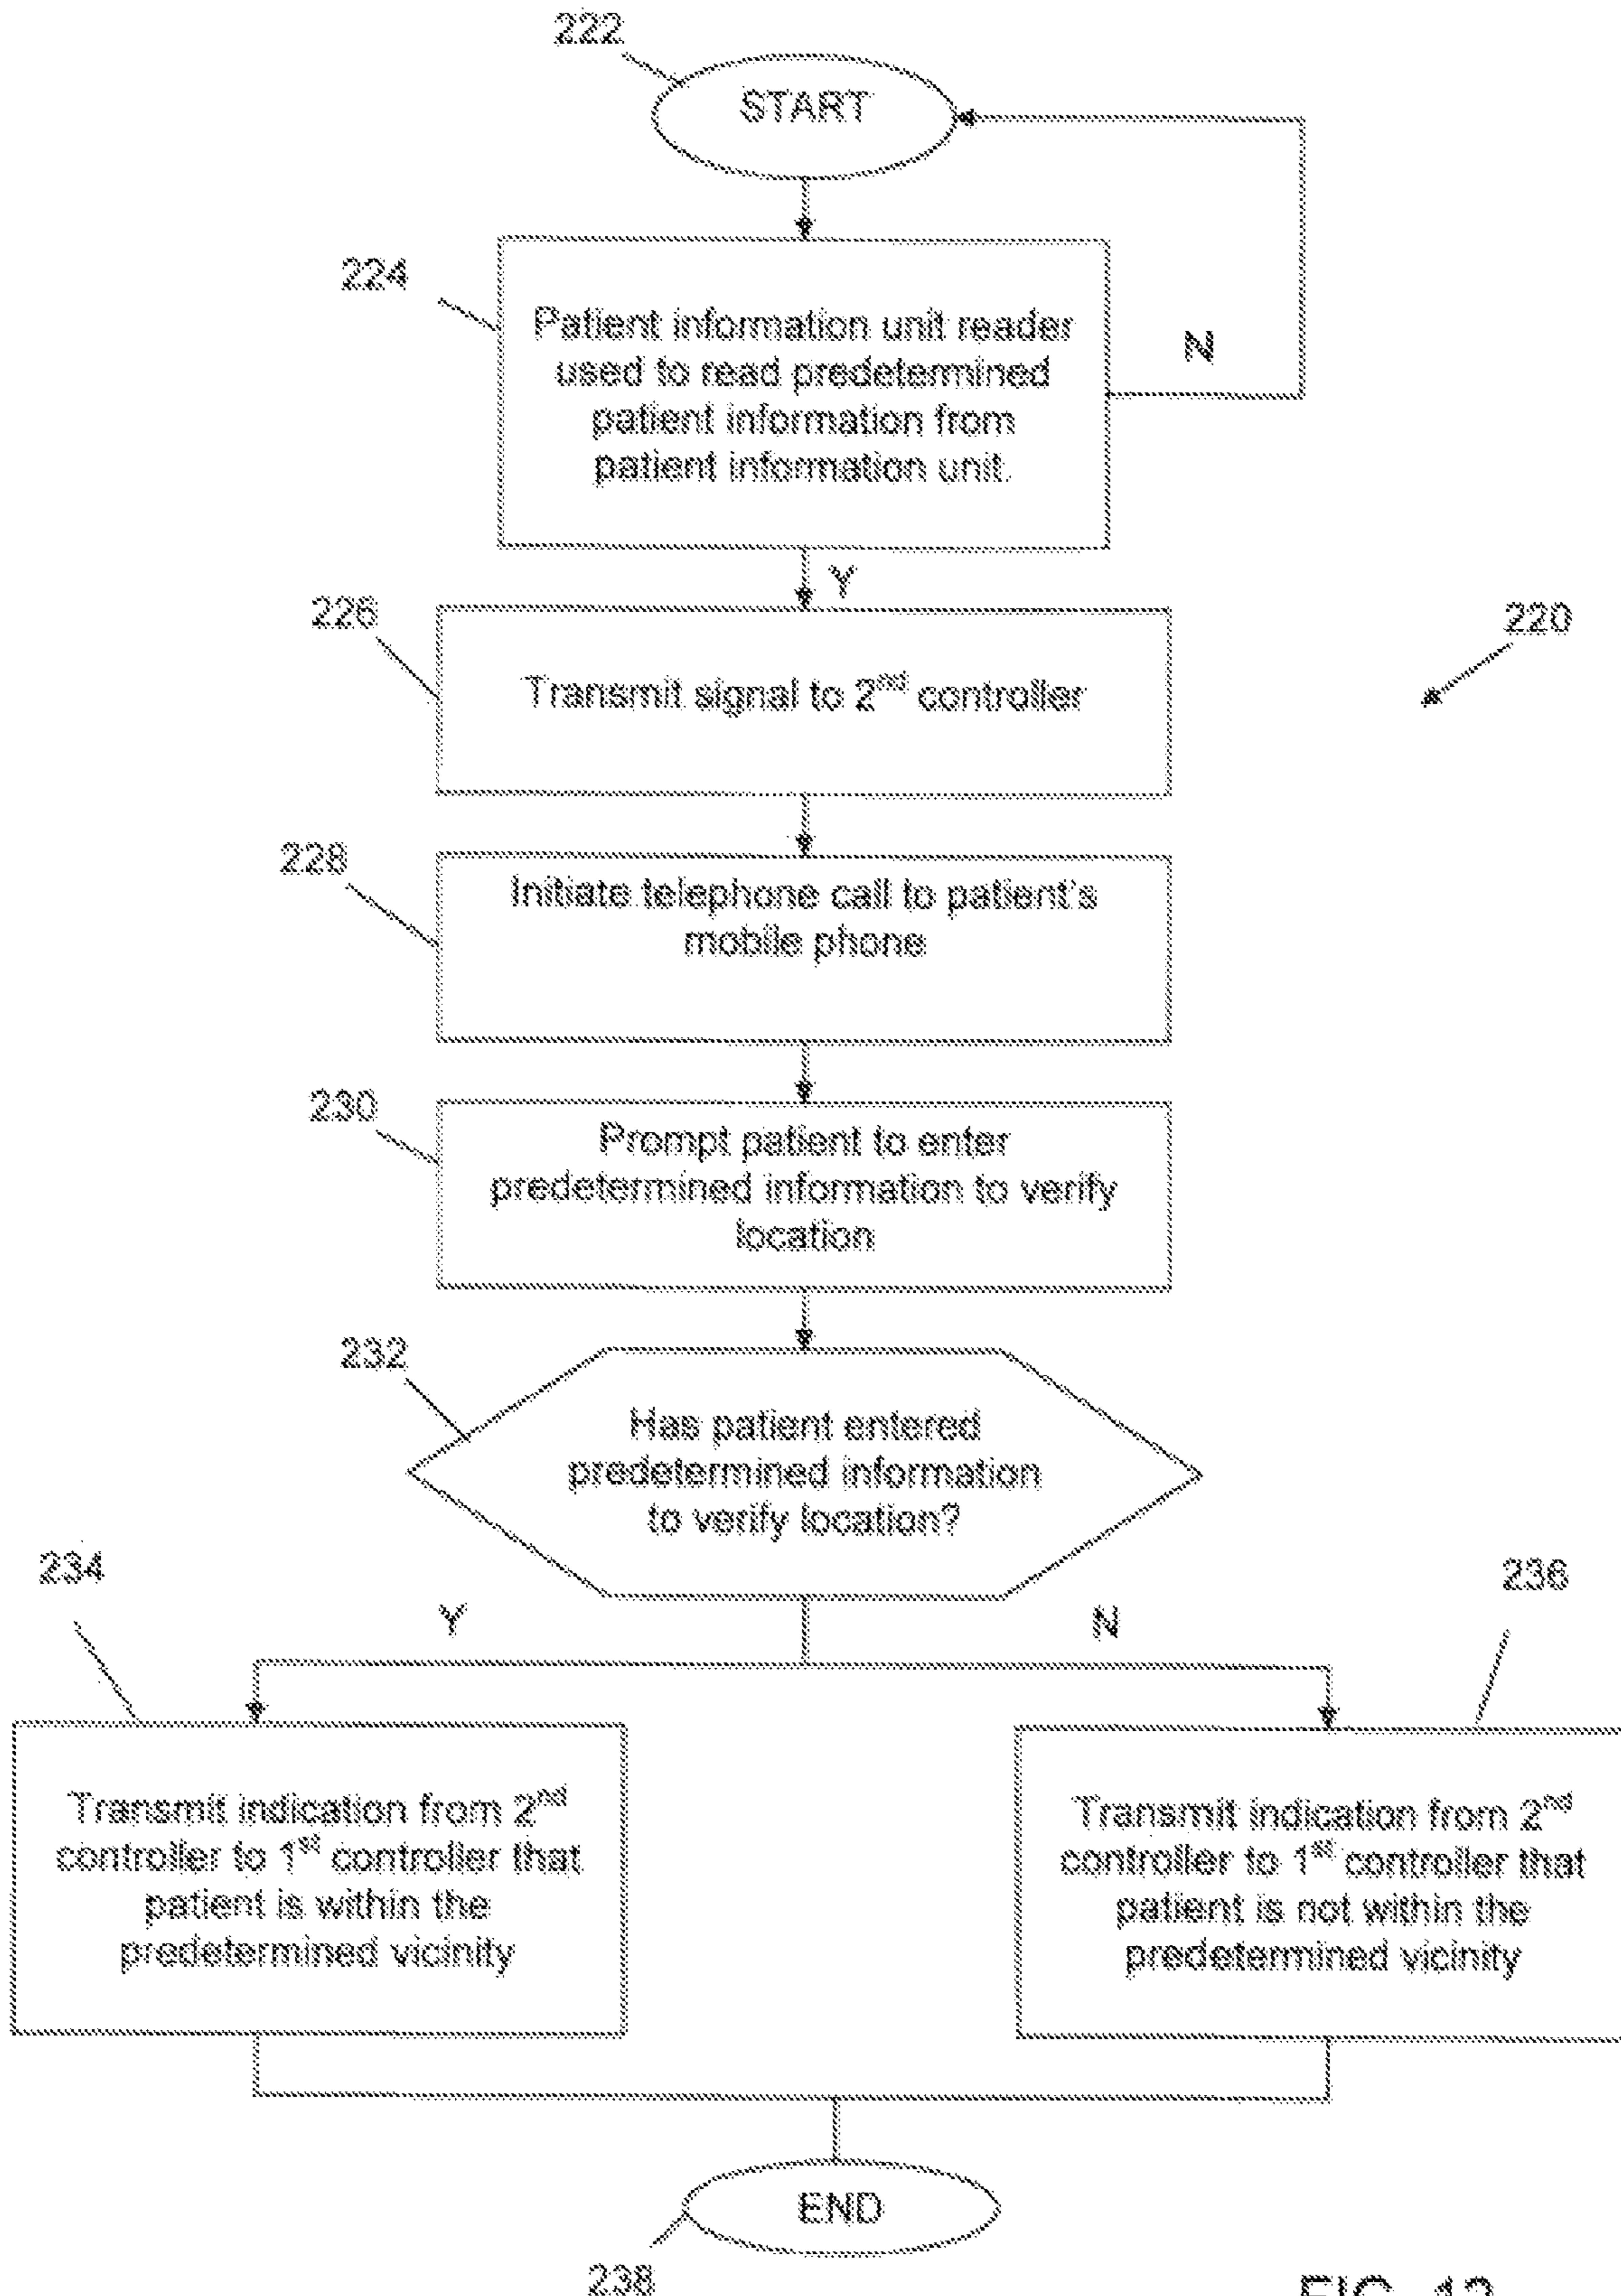 222
START
224
Patient information unit reader
used to read predetermined
patient information from
patient information unit.
N
Y
226
Transmit signal to 2nd controller
220
228
Initiate telephone call to patient's
mobile phone
230
Prompt patient to enter
predetermined information to verify
location
232
Has patient entered
predetermined information
to verify location?
234
Y
N
236
Transmit indication from 2nd
controller to 1st controller that
patient is within the
predetermined vicinity
Transmit indication from 2nd
controller to 1st controller that
patient is not within the
predetermined vicinity
END
238